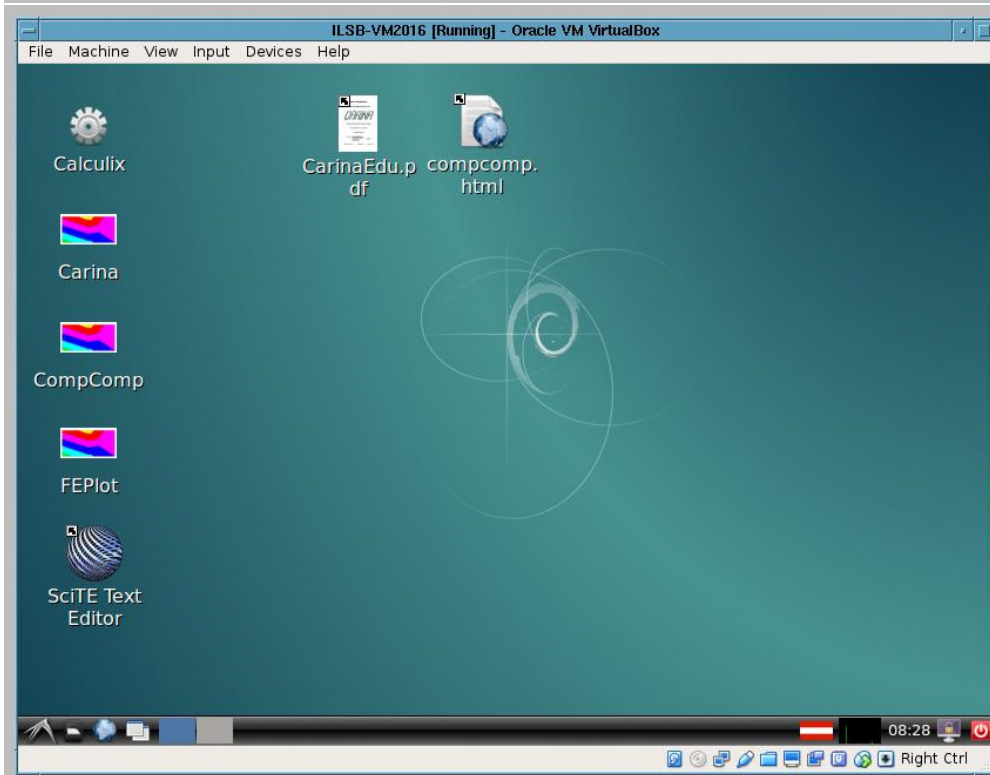 ILSB-VM2016 [Running] - Oracle VM VirtualBox
File Machine View Input Devices Help
Calculix
CARINA
CarinaEdu.p
df
compcomp.
html
Carina
CompComp
FEPlot
SciTE Text
Editor
08:28
Right Ctrl